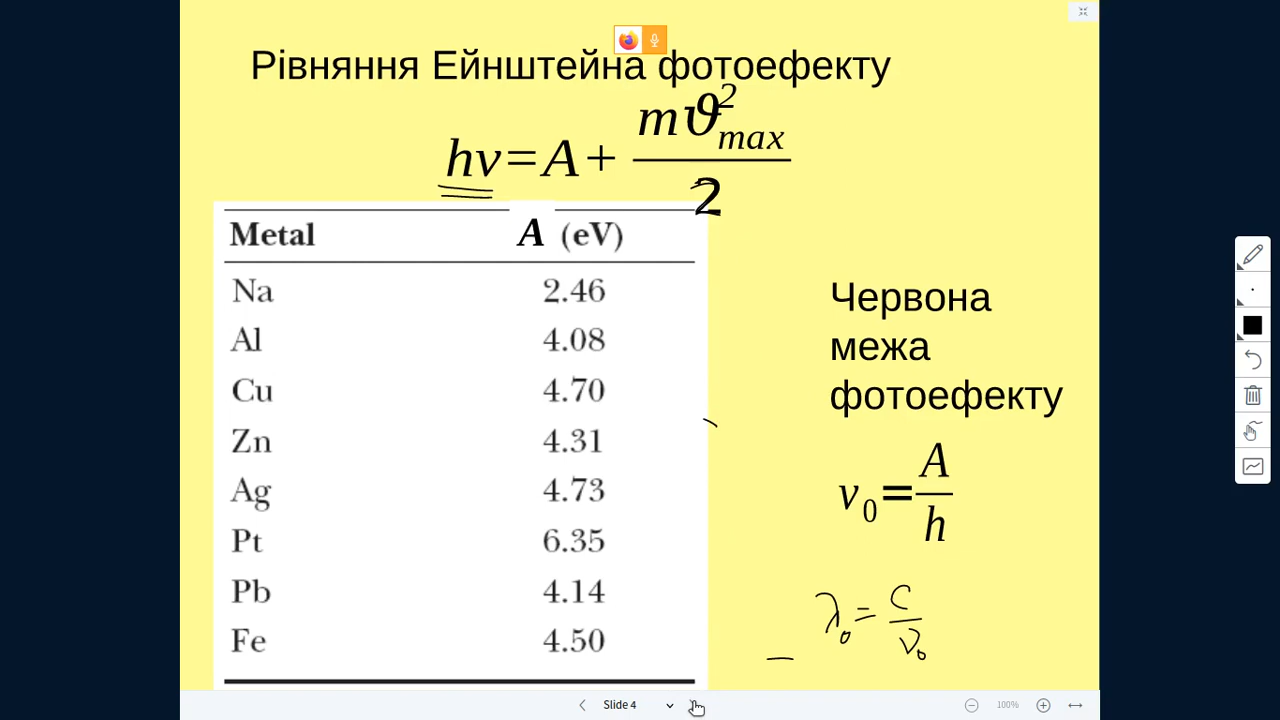 Рівняння Ейнштейна фотоефекту
hν=A+ mϑ²max / 2
Metal A (eV)
Na 2.46
Al 4.08
Cu 4.70
Zn 4.31
Ag 4.73
Pt 6.35
Pb 4.14
Fe 4.50
Червона
межа
фотоефекту
ν₀=A/h
λ₀=c/ν₀
Slide 4
100%